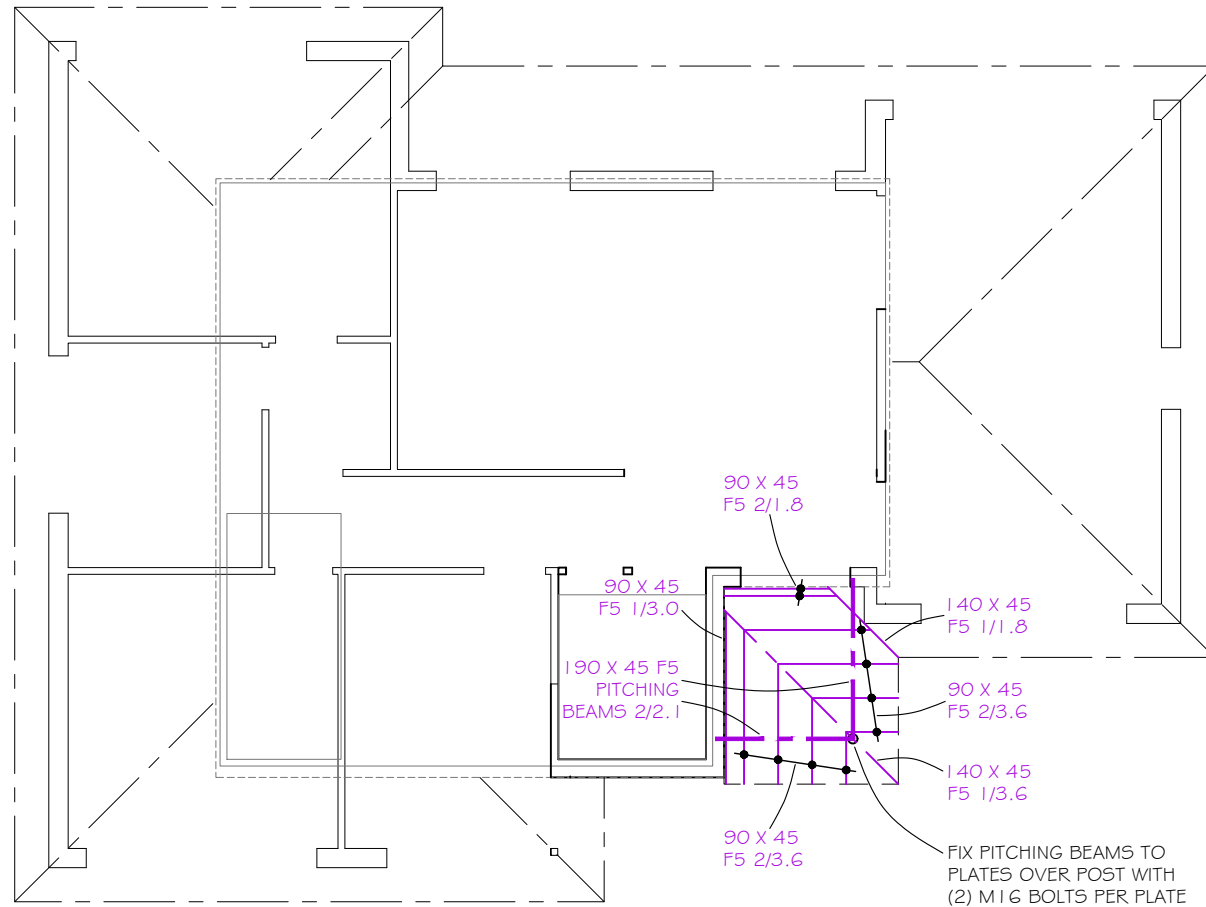 90 X 45
F5 2/1.8
90 X 45
F5 1/3.0
140 X 45
F5 1/1.8
190 X 45 F5
PITCHING
BEAMS 2/2.1
90 X 45
F5 2/3.6
140 X 45
F5 1/3.6
90 X 45
F5 2/3.6
FIX PITCHING BEAMS TO
PLATES OVER POST WITH
(2) M16 BOLTS PER PLATE